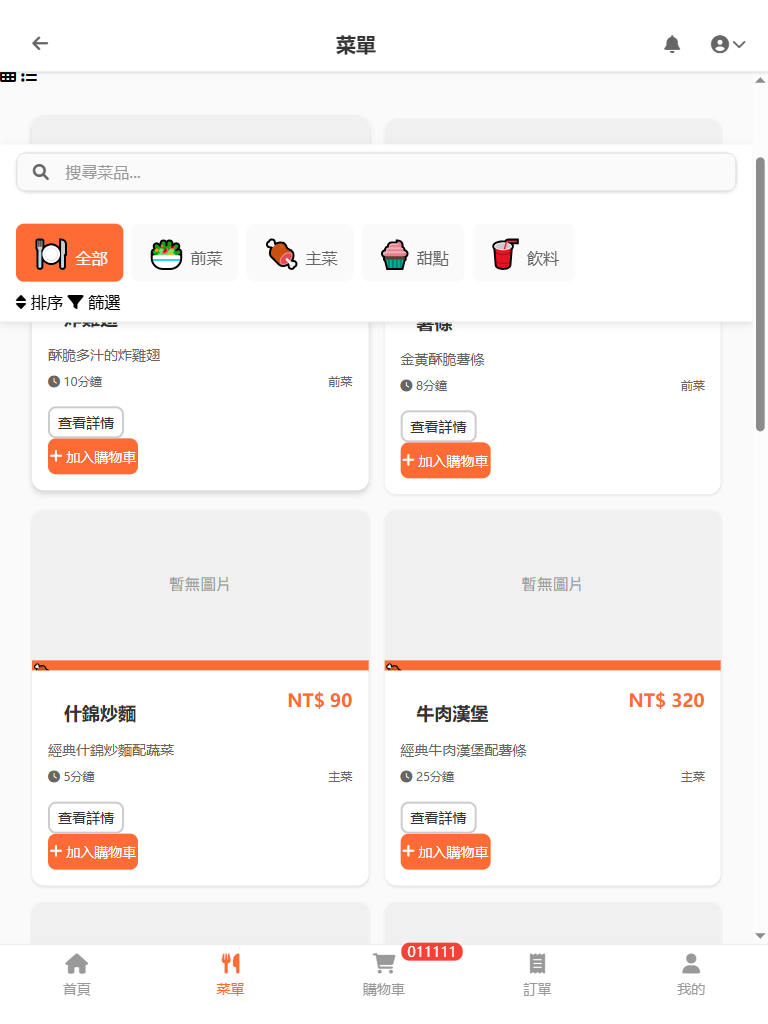 菜單
搜尋菜品...
全部 前菜 主菜 甜點 飲料
排序 篩選
炸雞翅 薯條
酥脆多汁的炸雞翅 金黃酥脆薯條
10分鐘 前菜 8分鐘 前菜
查看詳情 查看詳情
加入購物車 加入購物車
暫無圖片 暫無圖片
NT$ 90 NT$ 320
什錦炒麵 牛肉漢堡
經典什錦炒麵配蔬菜 經典牛肉漢堡配薯條
5分鐘 主菜 25分鐘 主菜
查看詳情 查看詳情
加入購物車 加入購物車
011111
首頁 菜單 購物車 訂單 我的